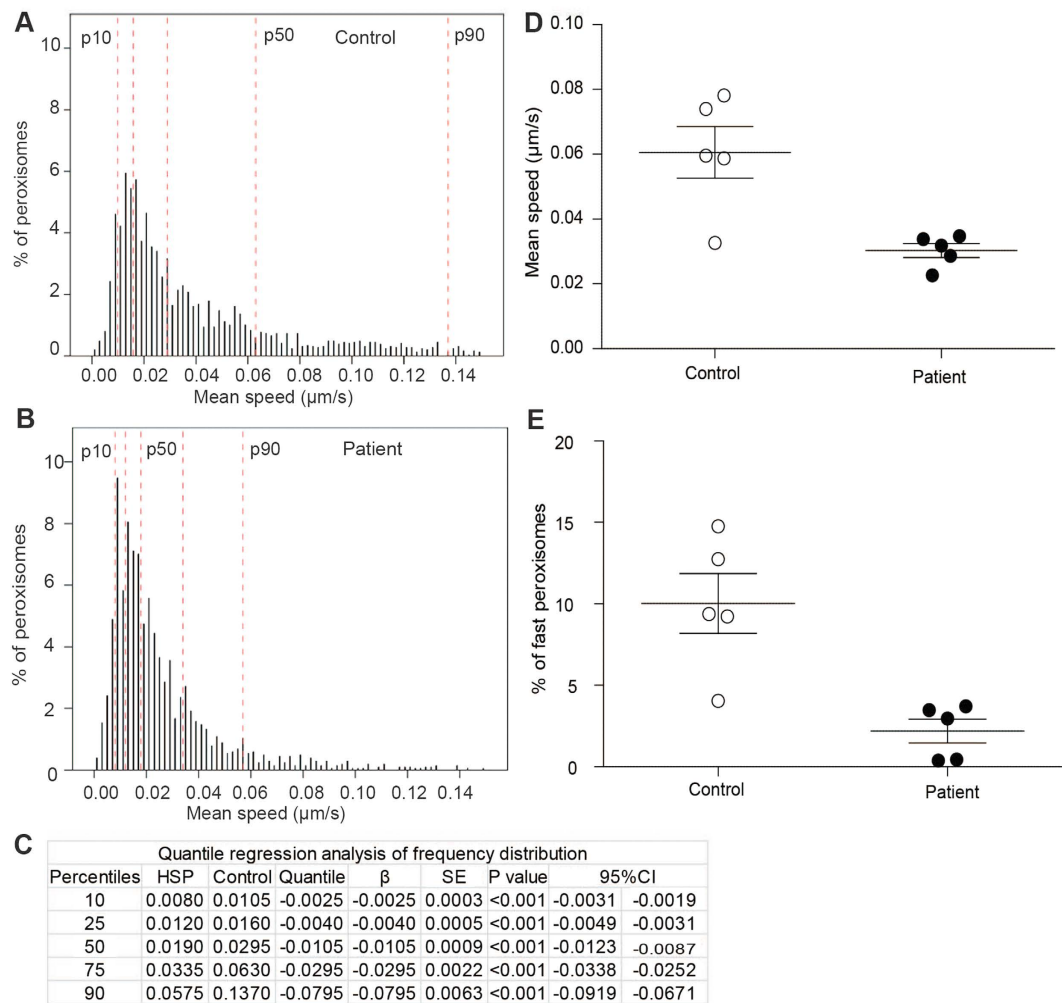 A
p10
p50
Control
p90
10
8
6
4
2
0
% of peroxisomes
0.00 0.02 0.04 0.06 0.08 0.10 0.12 0.14
Mean speed (µm/s)
B
p10
p50
p90
Patient
10
8
6
4
2
0
% of peroxisomes
0.00 0.02 0.04 0.06 0.08 0.10 0.12 0.14
Mean speed (µm/s)
C
Quantile regression analysis of frequency distribution
Percentiles HSP Control Quantile β SE P value 95%CI
10 0.0080 0.0105 -0.0025 -0.0025 0.0003 <0.001 -0.0031 -0.0019
25 0.0120 0.0160 -0.0040 -0.0040 0.0005 <0.001 -0.0049 -0.0031
50 0.0190 0.0295 -0.0105 -0.0105 0.0009 <0.001 -0.0123 -0.0087
75 0.0335 0.0630 -0.0295 -0.0295 0.0022 <0.001 -0.0338 -0.0252
90 0.0575 0.1370 -0.0795 -0.0795 0.0063 <0.001 -0.0919 -0.0671
D
0.10
0.08
0.06
0.04
0.02
0.00
Mean speed (µm/s)
Control Patient
E
20
15
10
5
0
% of fast peroxisomes
Control Patient